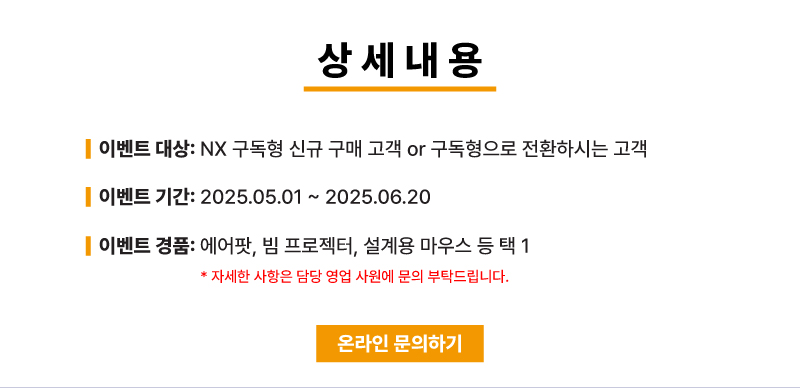 상세내용
이벤트 대상: NX 구독형 신규 구매 고객 or 구독형으로 전환하시는 고객
이벤트 기간: 2025.05.01 ~ 2025.06.20
이벤트 경품: 에어팟, 빔 프로젝터, 설계용 마우스 등 택 1
* 자세한 사항은 담당 영업 사원에 문의 부탁드립니다.
온라인 문의하기